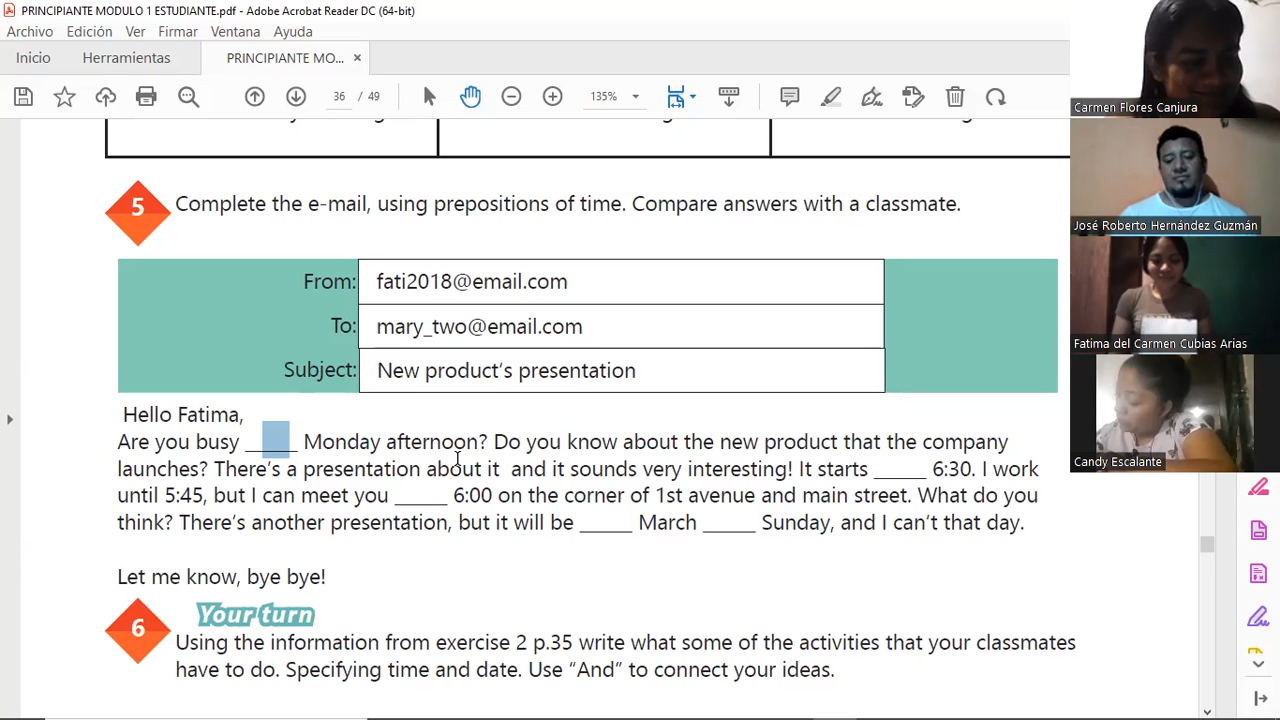 PRINCIPIANTE MODULO 1 ESTUDIANTE.pdf - Adobe Acrobat Reader DC (64-bit)
Archivo Edición Ver Firmar Ventana Ayuda
Inicio Herramientas PRINCIPIANTE MO... ×
36 / 49 135%
5 Complete the e-mail, using prepositions of time. Compare answers with a classmate.
From: fati2018@email.com
To: mary_two@email.com
Subject: New product's presentation
Hello Fatima,
Are you busy _____ Monday afternoon? Do you know about the new product that the company
launches? There's a presentation about it and it sounds very interesting! It starts _____ 6:30. I work
until 5:45, but I can meet you _____ 6:00 on the corner of 1st avenue and main street. What do you
think? There's another presentation, but it will be _____ March _____ Sunday, and I can't that day.
Let me know, bye bye!
Your turn
6 Using the information from exercise 2 p.35 write what some of the activities that your classmates
have to do. Specifying time and date. Use “And” to connect your ideas.
Carmen Flores Canjura
José Roberto Hernández Guzmán
Fatima del Carmen Cubias Arias
Candy Escalante